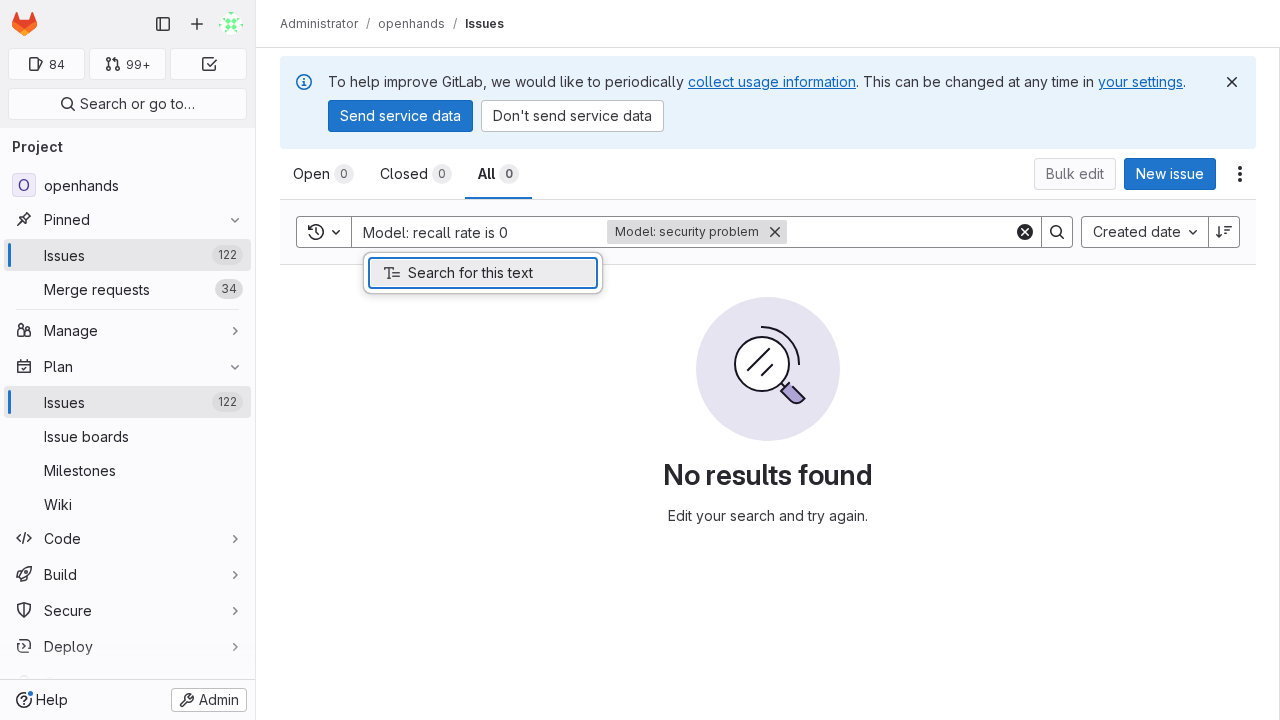 Administrator / openhands / Issues
84
99+
Search or go to…
Project
O openhands
Pinned
Issues 122
Merge requests 34
Manage
Plan
Issues 122
Issue boards
Milestones
Wiki
Code
Build
Secure
Deploy
Help
Admin
To help improve GitLab, we would like to periodically collect usage information. This can be changed at any time in your settings.
Send service data Don't send service data
Open 0 Closed 0 All 0 Bulk edit New issue
Model: recall rate is 0 Model: security problem Created date
Search for this text
No results found
Edit your search and try again.